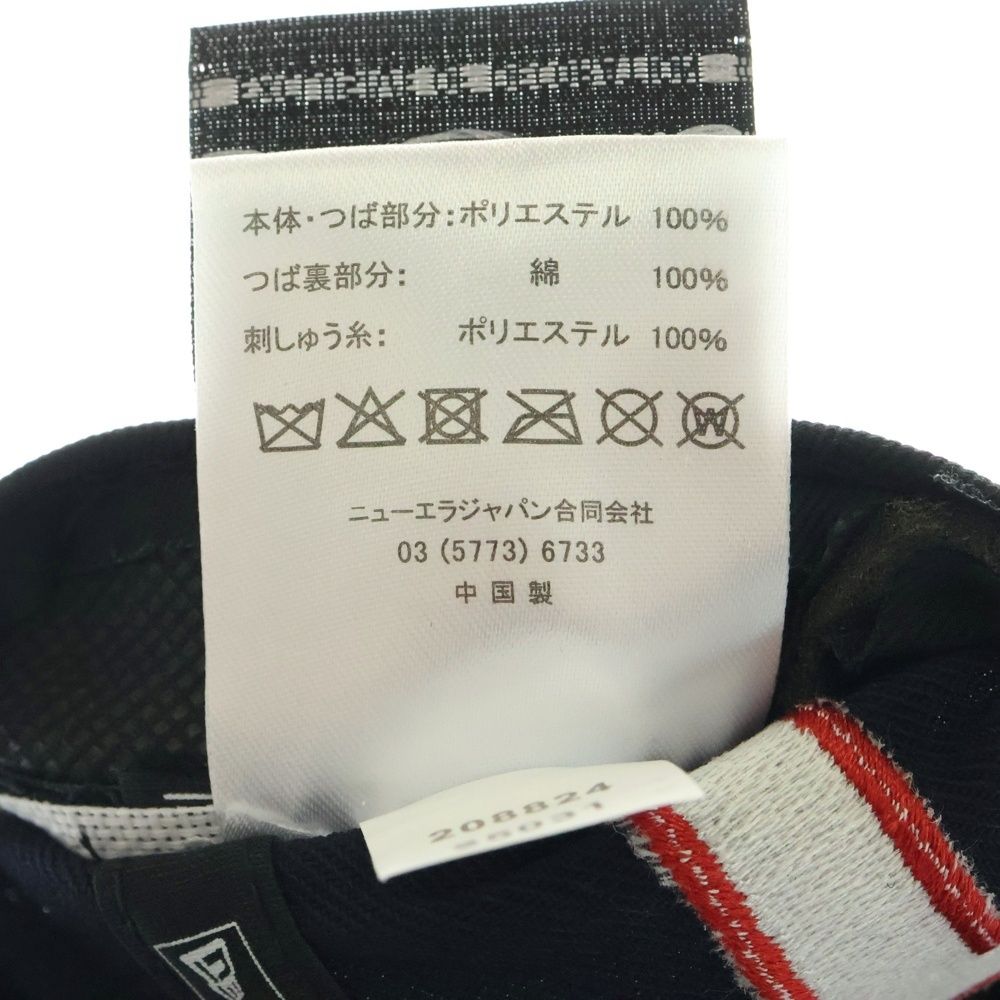 本体・つば部分：ポリエステル 100%
つば裏部分： 綿 100%
刺しゅう糸： ポリエステル 100%
W
ニューエラジャパン合同会社
03 (5773) 6733
中国製
208824